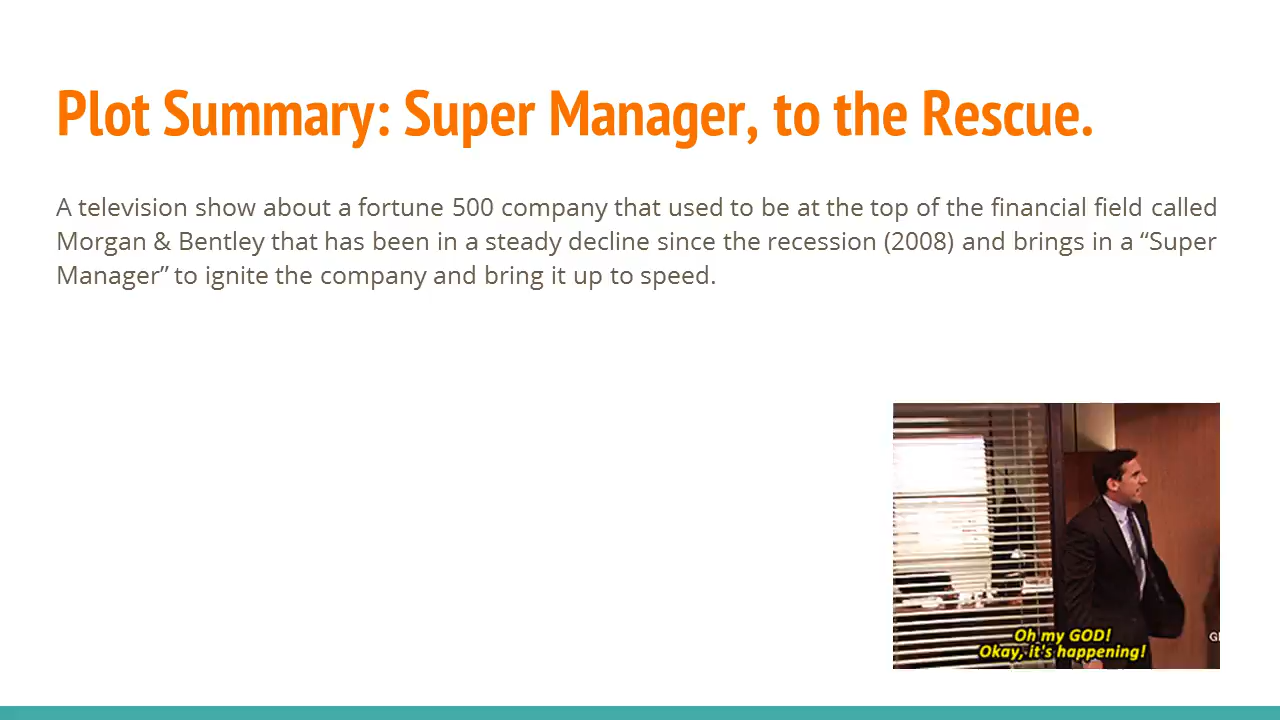 Plot Summary: Super Manager, to the Rescue.
A television show about a fortune 500 company that used to be at the top of the financial field called
Morgan & Bentley that has been in a steady decline since the recession (2008) and brings in a “Super
Manager” to ignite the company and bring it up to speed.
Oh my GOD!
Okay, it's happening!